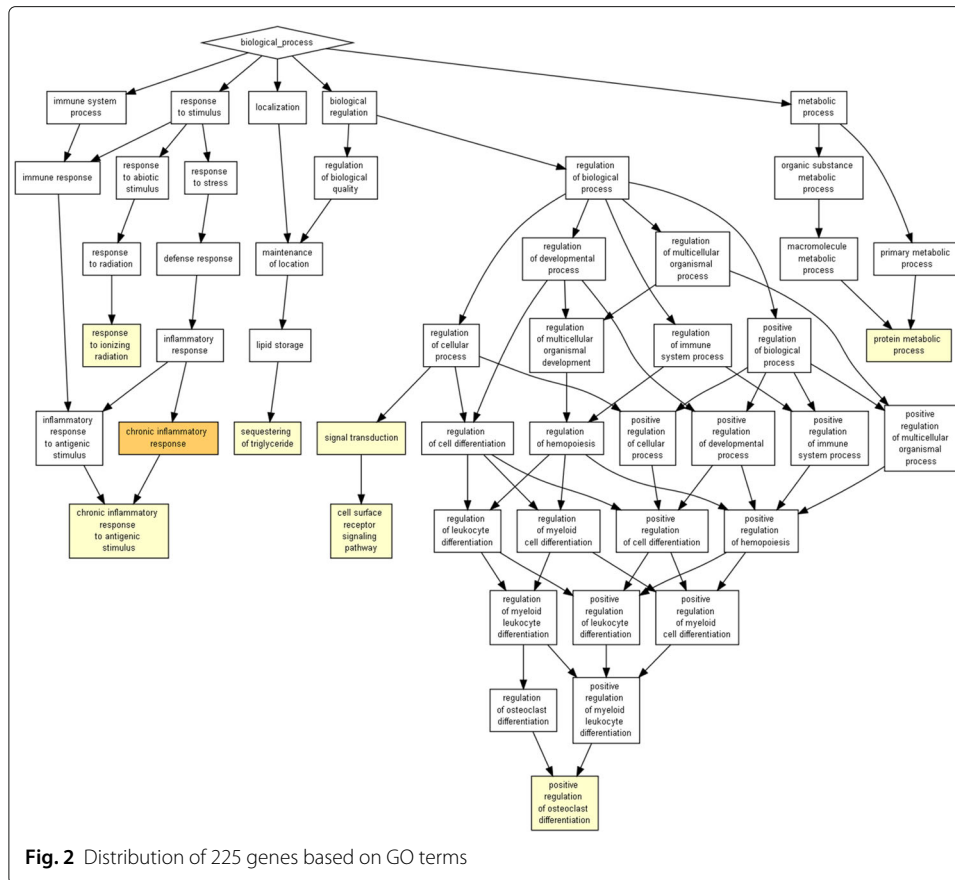 biological_process
immune system
process
response
to stimulus
localization
biological
regulation
metabolic
process
immune response
response
to abiotic
stimulus
response
to stress
regulation
of biological
quality
regulation
of biological
process
organic substance
metabolic
process
response
to radiation
defense response
maintenance
of location
regulation
of developmental
process
regulation
of multicellular
organismal
process
macromolecule
metabolic
process
primary metabolic
process
response
to ionizing
radiation
inflammatory
response
lipid storage
regulation
of cellular
process
regulation
of multicellular
organismal
development
regulation
of immune
system process
positive
regulation
of biological
process
protein metabolic
process
inflammatory
response
to antigenic
stimulus
chronic inflammatory
response
sequestering
of triglyceride
signal transduction
regulation
of cell differentiation
regulation
of hemopoiesis
positive
regulation
of cellular
process
positive
regulation
of developmental
process
positive
regulation
of immune
system process
positive
regulation
of multicellular
organismal
process
chronic inflammatory
response
to antigenic
stimulus
cell surface
receptor
signaling
pathway
regulation
of leukocyte
differentiation
regulation
of myeloid
cell differentiation
positive
regulation
of cell differentiation
positive
regulation
of hemopoiesis
regulation
of myeloid
leukocyte
differentiation
positive
regulation
of leukocyte
differentiation
positive
regulation
of myeloid
cell differentiation
regulation
of osteoclast
differentiation
positive
regulation
of myeloid
leukocyte
differentiation
positive
regulation
of osteoclast
differentiation
Fig. 2 Distribution of 225 genes based on GO terms